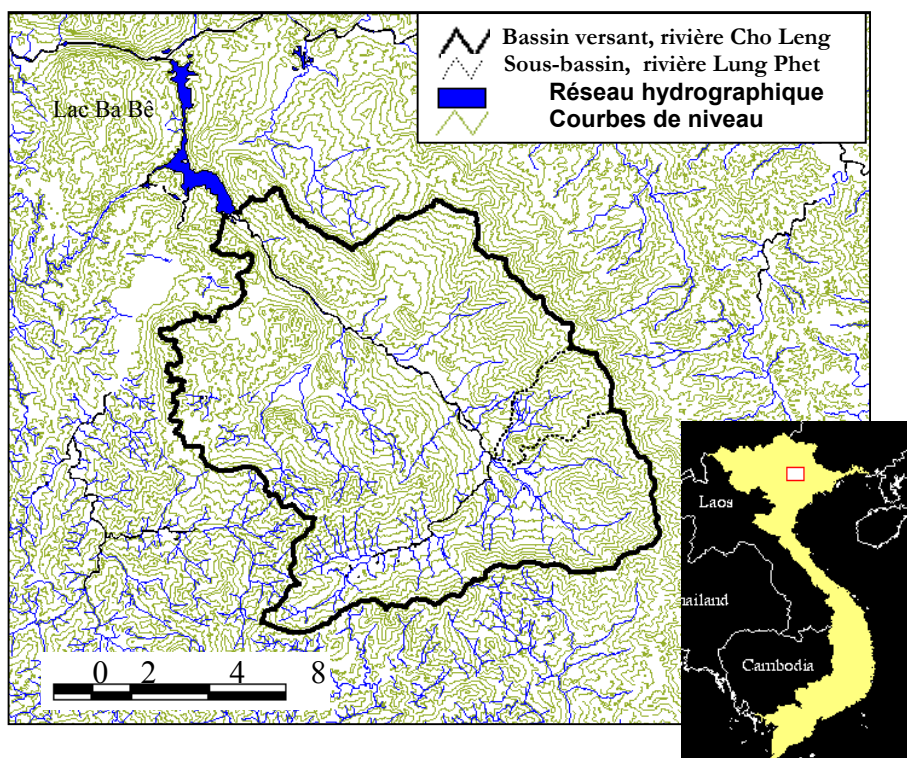 Bassin versant, rivière Cho Leng
Sous-bassin, rivière Lung Phet
Réseau hydrographique
Courbes de niveau
Lac Ba Bê
Laos
hailand
Cambodia
0 2 4 8